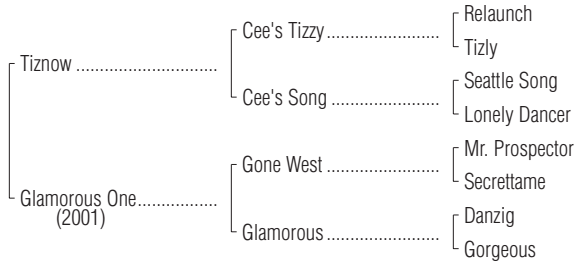 Relaunch
Cee's Tizzy ........................
Tizly
Tiznow ..............................
Seattle Song
Cee's Song ........................
Lonely Dancer
Mr. Prospector
Gone West ........................
Secrettame
Glamorous One.................
(2001)
Danzig
Glamorous ........................
Gorgeous